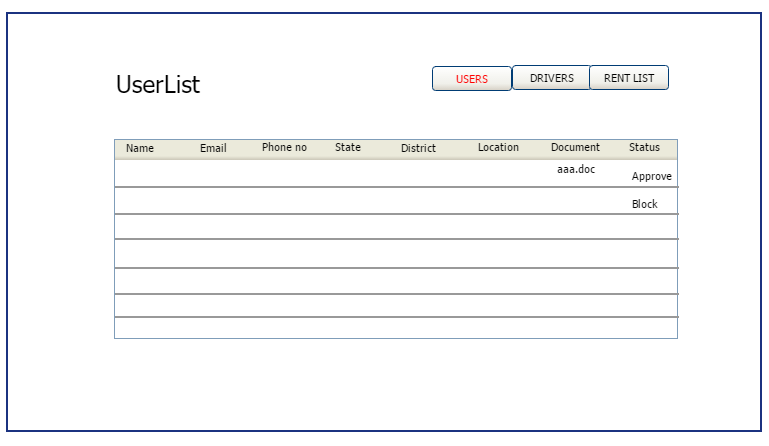 UserList
USERS DRIVERS RENT LIST
Name Email Phone no State District Location Document Status
aaa.doc Approve
Block